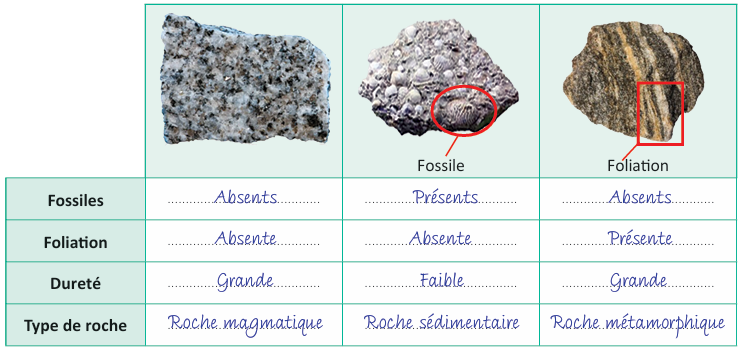 Fossile Foliation
Fossiles Absents Présents Absents
Foliation Absente Absente Présente
Dureté Grande Faible Grande
Type de roche Roche magmatique Roche sédimentaire Roche métamorphique